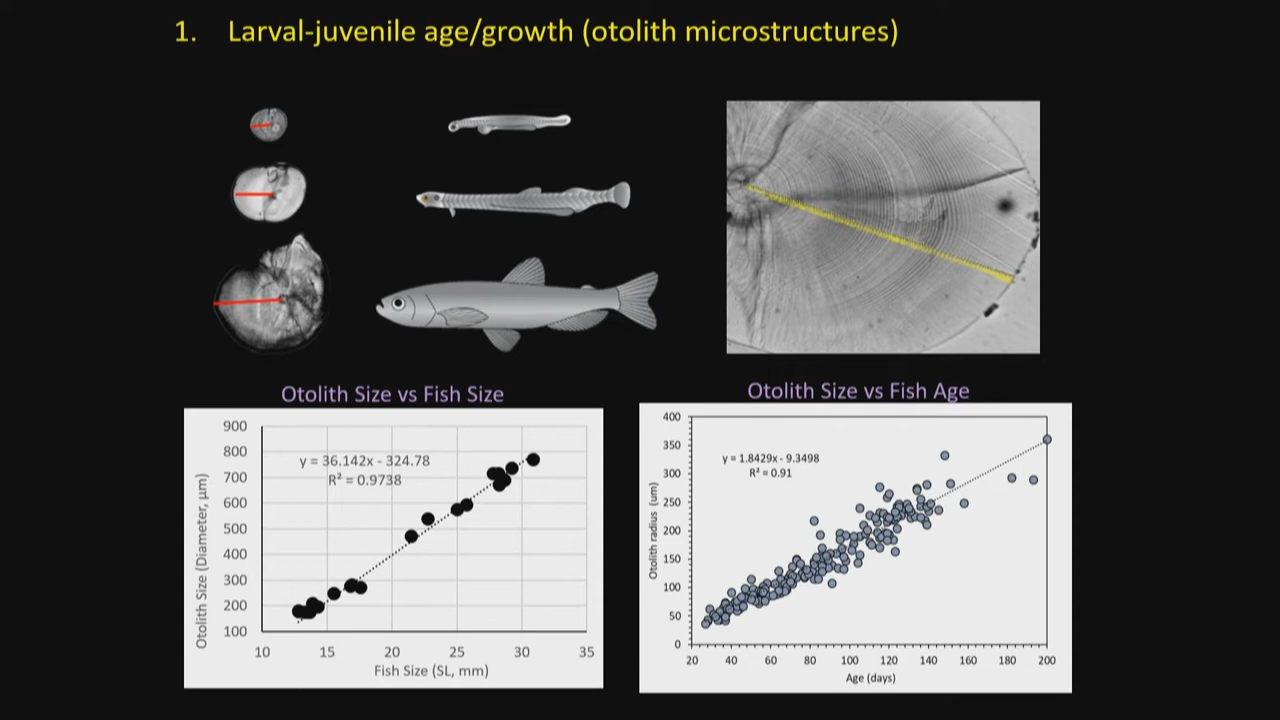 1. Larval-juvenile age/growth (otolith microstructures)
Otolith Size vs Fish Size
900
800
700
600
500
400
300
200
100
10 15 20 25 30 35
Otolith Size (Diameter, µm)
y = 36.142x - 324.78
R² = 0.9738
Fish Size (SL, mm)
Otolith Size vs Fish Age
400
350
300
250
200
150
100
50
0
20 40 60 80 100 120 140 160 180 200
Otolith radius (um)
y = 1.8429x - 9.3498
R² = 0.91
Age (days)